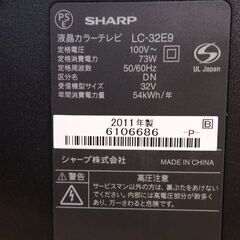 PSE SHARP
液晶カラーテレビ LC-32E9
定格電圧 100V~
定格消費電力 73W
定格周波数 50/60Hz
区分名 DN
受信機型サイズ 32V
年間消費電力量 54kWh/年
UL Japan
2011年製
6106686 -P- B
シャープ株式会社 MADE IN CHINA
警告
高圧注意
サービスマン以外の方は、裏ぶたをあけないで
ください。内部には高電圧部分が数多く
あり、万一さわると危険です。